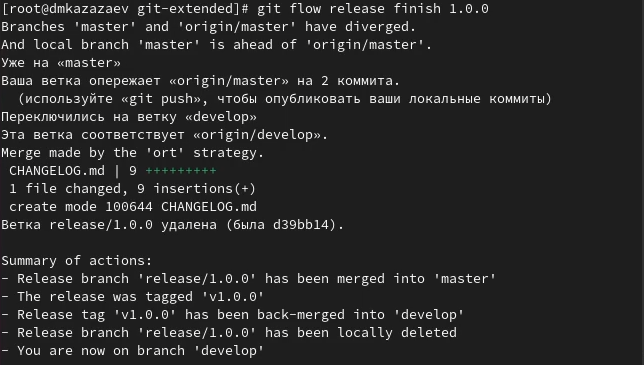 [root@dmkazazaev git-extended]# git flow release finish 1.0.0
Branches 'master' and 'origin/master' have diverged.
And local branch 'master' is ahead of 'origin/master'.
Уже на «master»
Ваша ветка опережает «origin/master» на 2 коммита.
  (используйте «git push», чтобы опубликовать ваши локальные коммиты)
Переключились на ветку «develop»
Эта ветка соответствует «origin/develop».
Merge made by the 'ort' strategy.
 CHANGELOG.md | 9 +++++++++
 1 file changed, 9 insertions(+)
 create mode 100644 CHANGELOG.md
Ветка release/1.0.0 удалена (была d39bb14).

Summary of actions:
- Release branch 'release/1.0.0' has been merged into 'master'
- The release was tagged 'v1.0.0'
- Release tag 'v1.0.0' has been back-merged into 'develop'
- Release branch 'release/1.0.0' has been locally deleted
- You are now on branch 'develop'